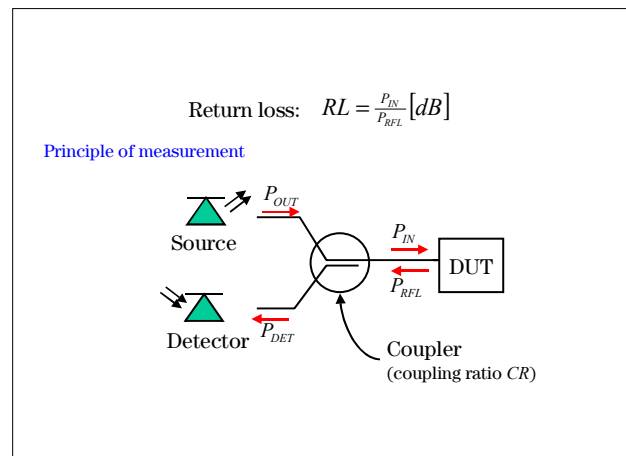 Return loss: RL = P_IN / P_RFL [dB]
Principle of measurement
P_OUT
Source
P_IN
DUT
P_RFL
P_DET
Detector
Coupler
(coupling ratio CR)